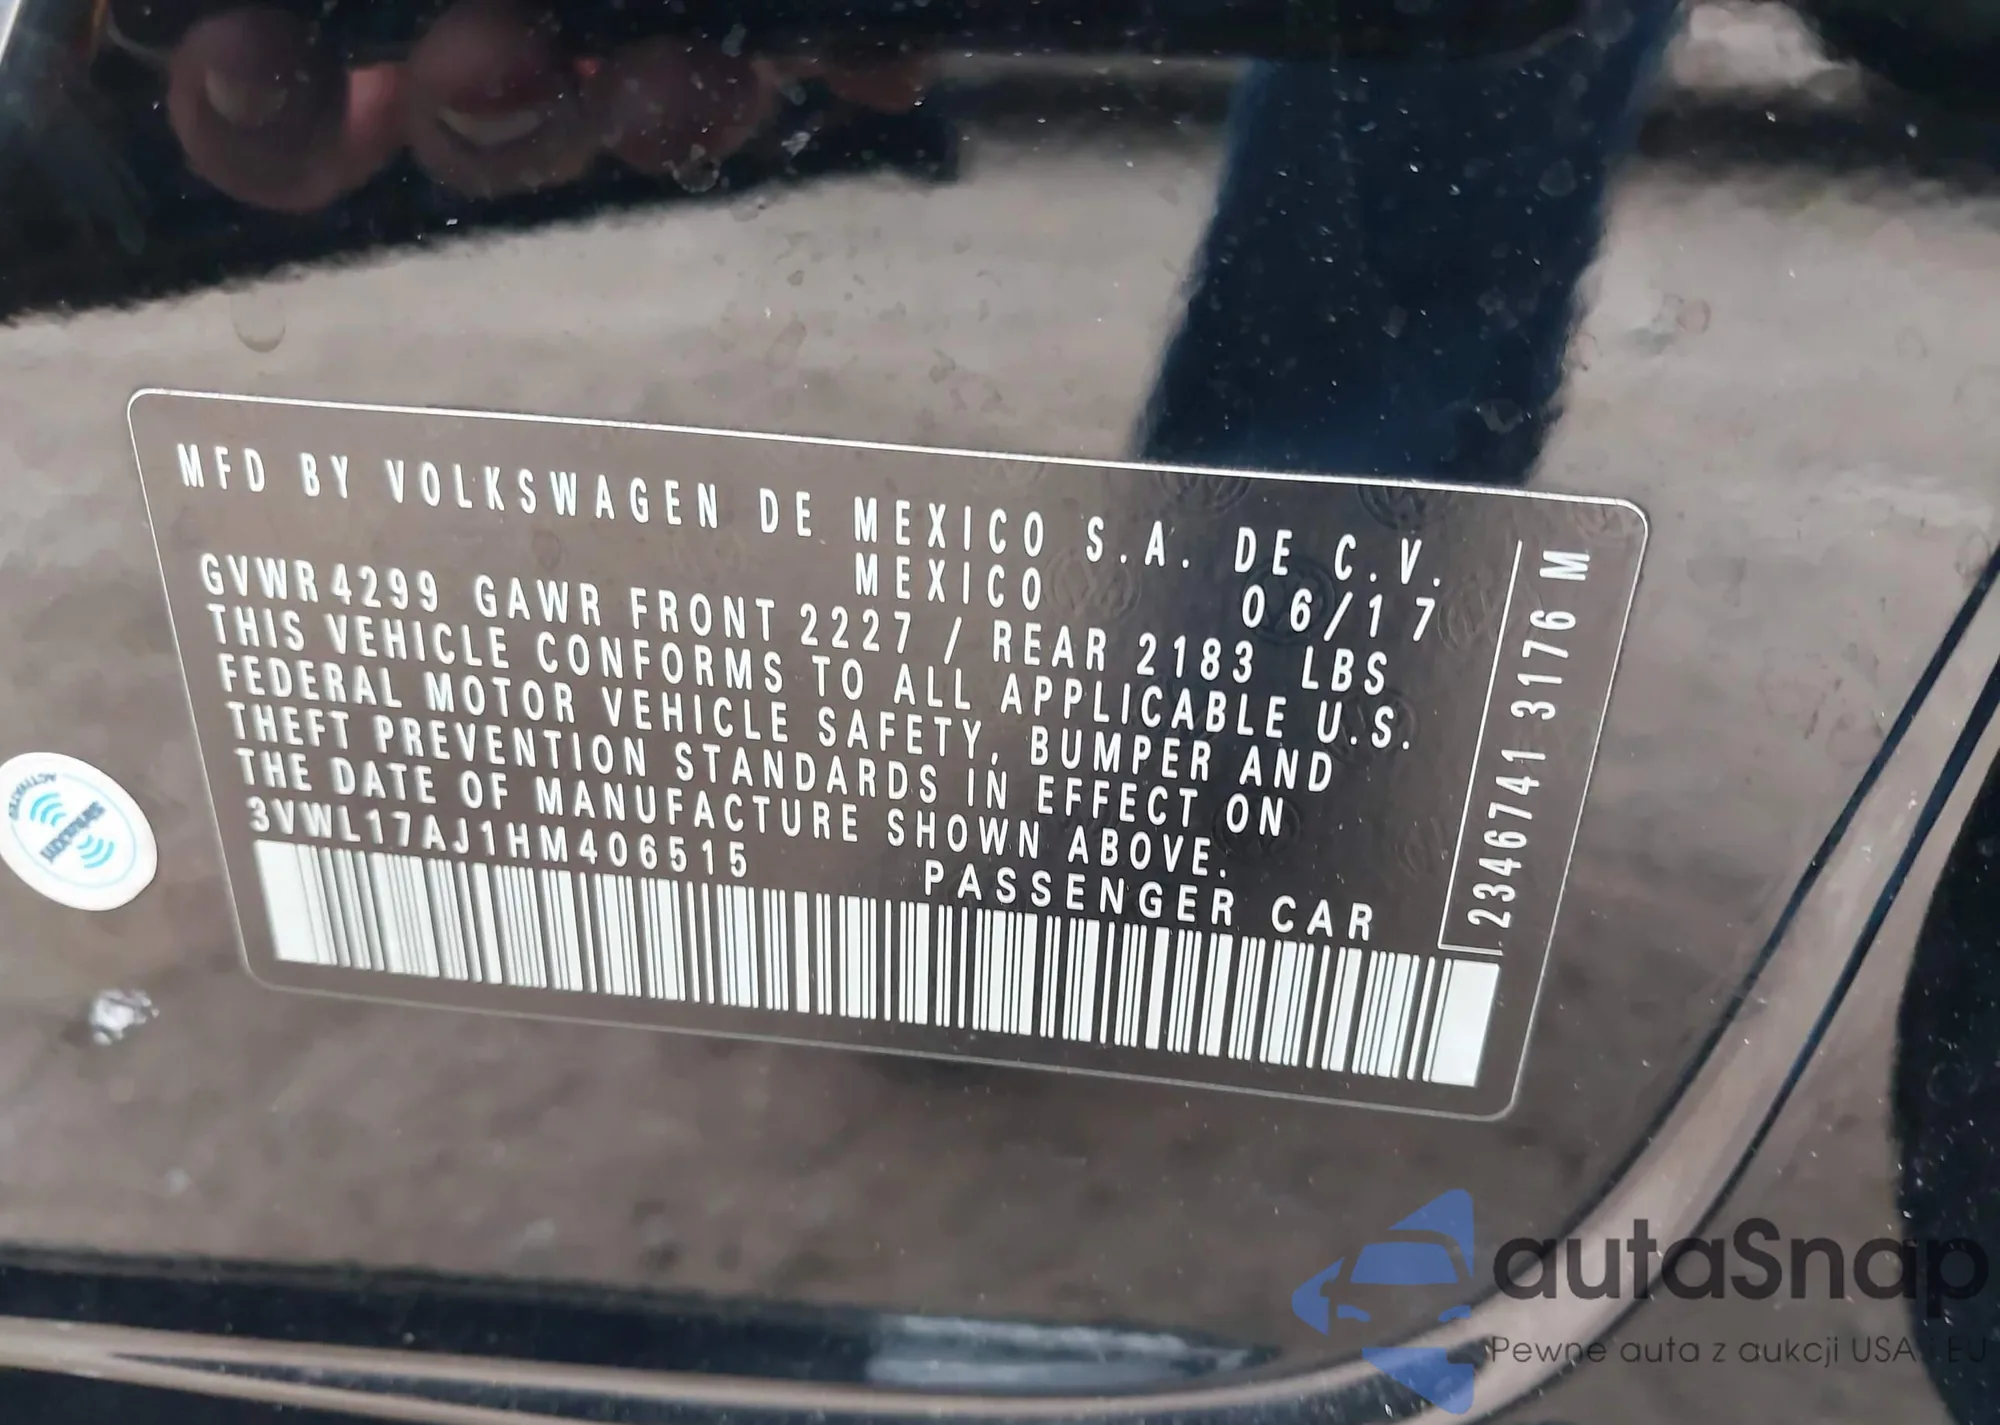 MFD BY VOLKSWAGEN DE MEXICO S.A. DE C.V.
MEXICO 06/17
GVWR 4299 GAWR FRONT 2227 / REAR 2183 LBS
THIS VEHICLE CONFORMS TO ALL APPLICABLE U.S.
FEDERAL MOTOR VEHICLE SAFETY, BUMPER AND
THEFT PREVENTION STANDARDS IN EFFECT ON
THE DATE OF MANUFACTURE SHOWN ABOVE.
3VWL17AJ1HM406515 PASSENGER CAR
2346741 3176 M
ACTIVATED
autaSnap
Pewne auta z aukcji USA i EU